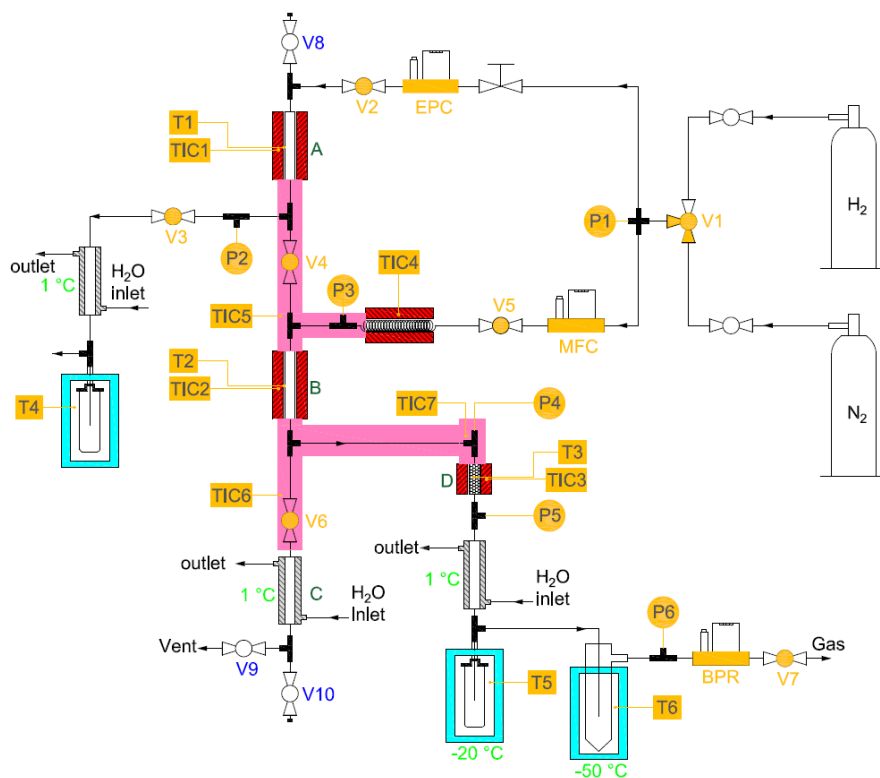 V8
V2
EPC
T1
TIC1
A
H₂
V3
P2
V4
P1
V1
outlet
1 °C
H₂O
inlet
TIC4
P3
TIC5
V5
MFC
T2
TIC2
B
T4
N₂
TIC7
P4
D
T3
TIC3
TIC6
V6
P5
outlet
1 °C
C
H₂O
Inlet
outlet
1 °C
H₂O
inlet
Vent
V9
V10
P6
Gas
BPR
V7
T5
T6
-20 °C
-50 °C